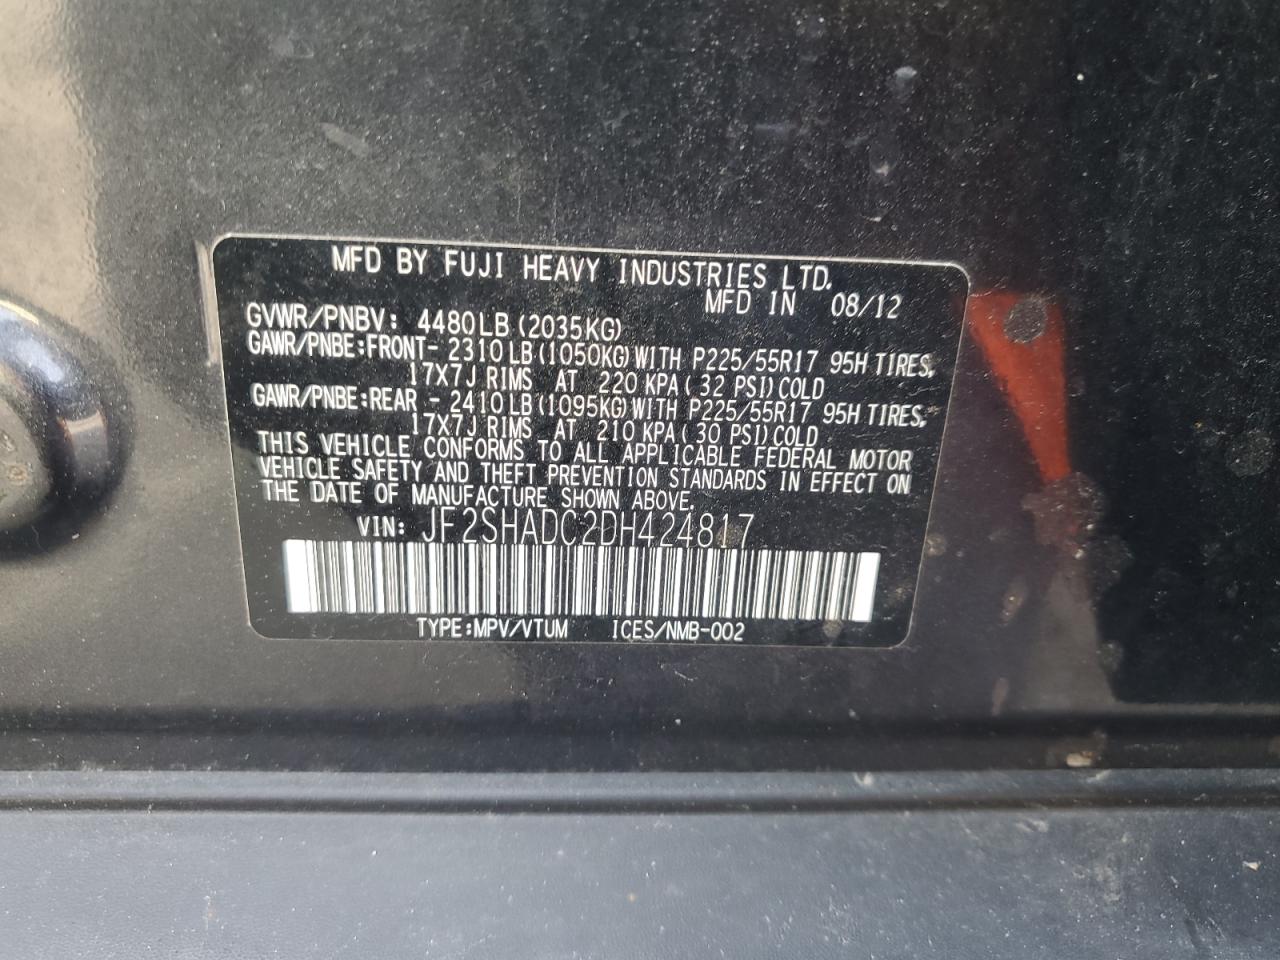 MFD BY FUJI HEAVY INDUSTRIES LTD.
MFD IN 08/12
GVWR/PNBV: 4480LB (2035KG)
GAWR/PNBE:FRONT- 2310LB (1050KG) WITH P225/55R17 95H TIRES,
17X7J RIMS AT 220 KPA ( 32 PSI) COLD
GAWR/PNBE:REAR - 2410LB (1095KG) WITH P225/55R17 95H TIRES,
17X7J RIMS AT 210 KPA ( 30 PSI) COLD
THIS VEHICLE CONFORMS TO ALL APPLICABLE FEDERAL MOTOR
VEHICLE SAFETY AND THEFT PREVENTION STANDARDS IN EFFECT ON
THE DATE OF MANUFACTURE SHOWN ABOVE.
VIN: JF2SHADC2DH424817
TYPE:MPV/VTUM ICES/NMB-002